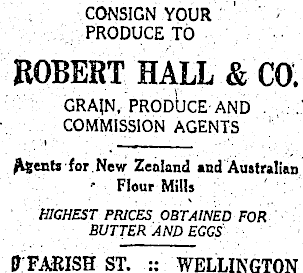 CONSIGN YOUR
PRODUCE TO
ROBERT HALL & CO.
GRAIN, PRODUCE AND
COMMISSION AGENTS
Agents for New Zealand and Australian
Flour Mills
HIGHEST PRICES OBTAINED FOR
BUTTER AND EGGS
FARISH ST. :: WELLINGTON